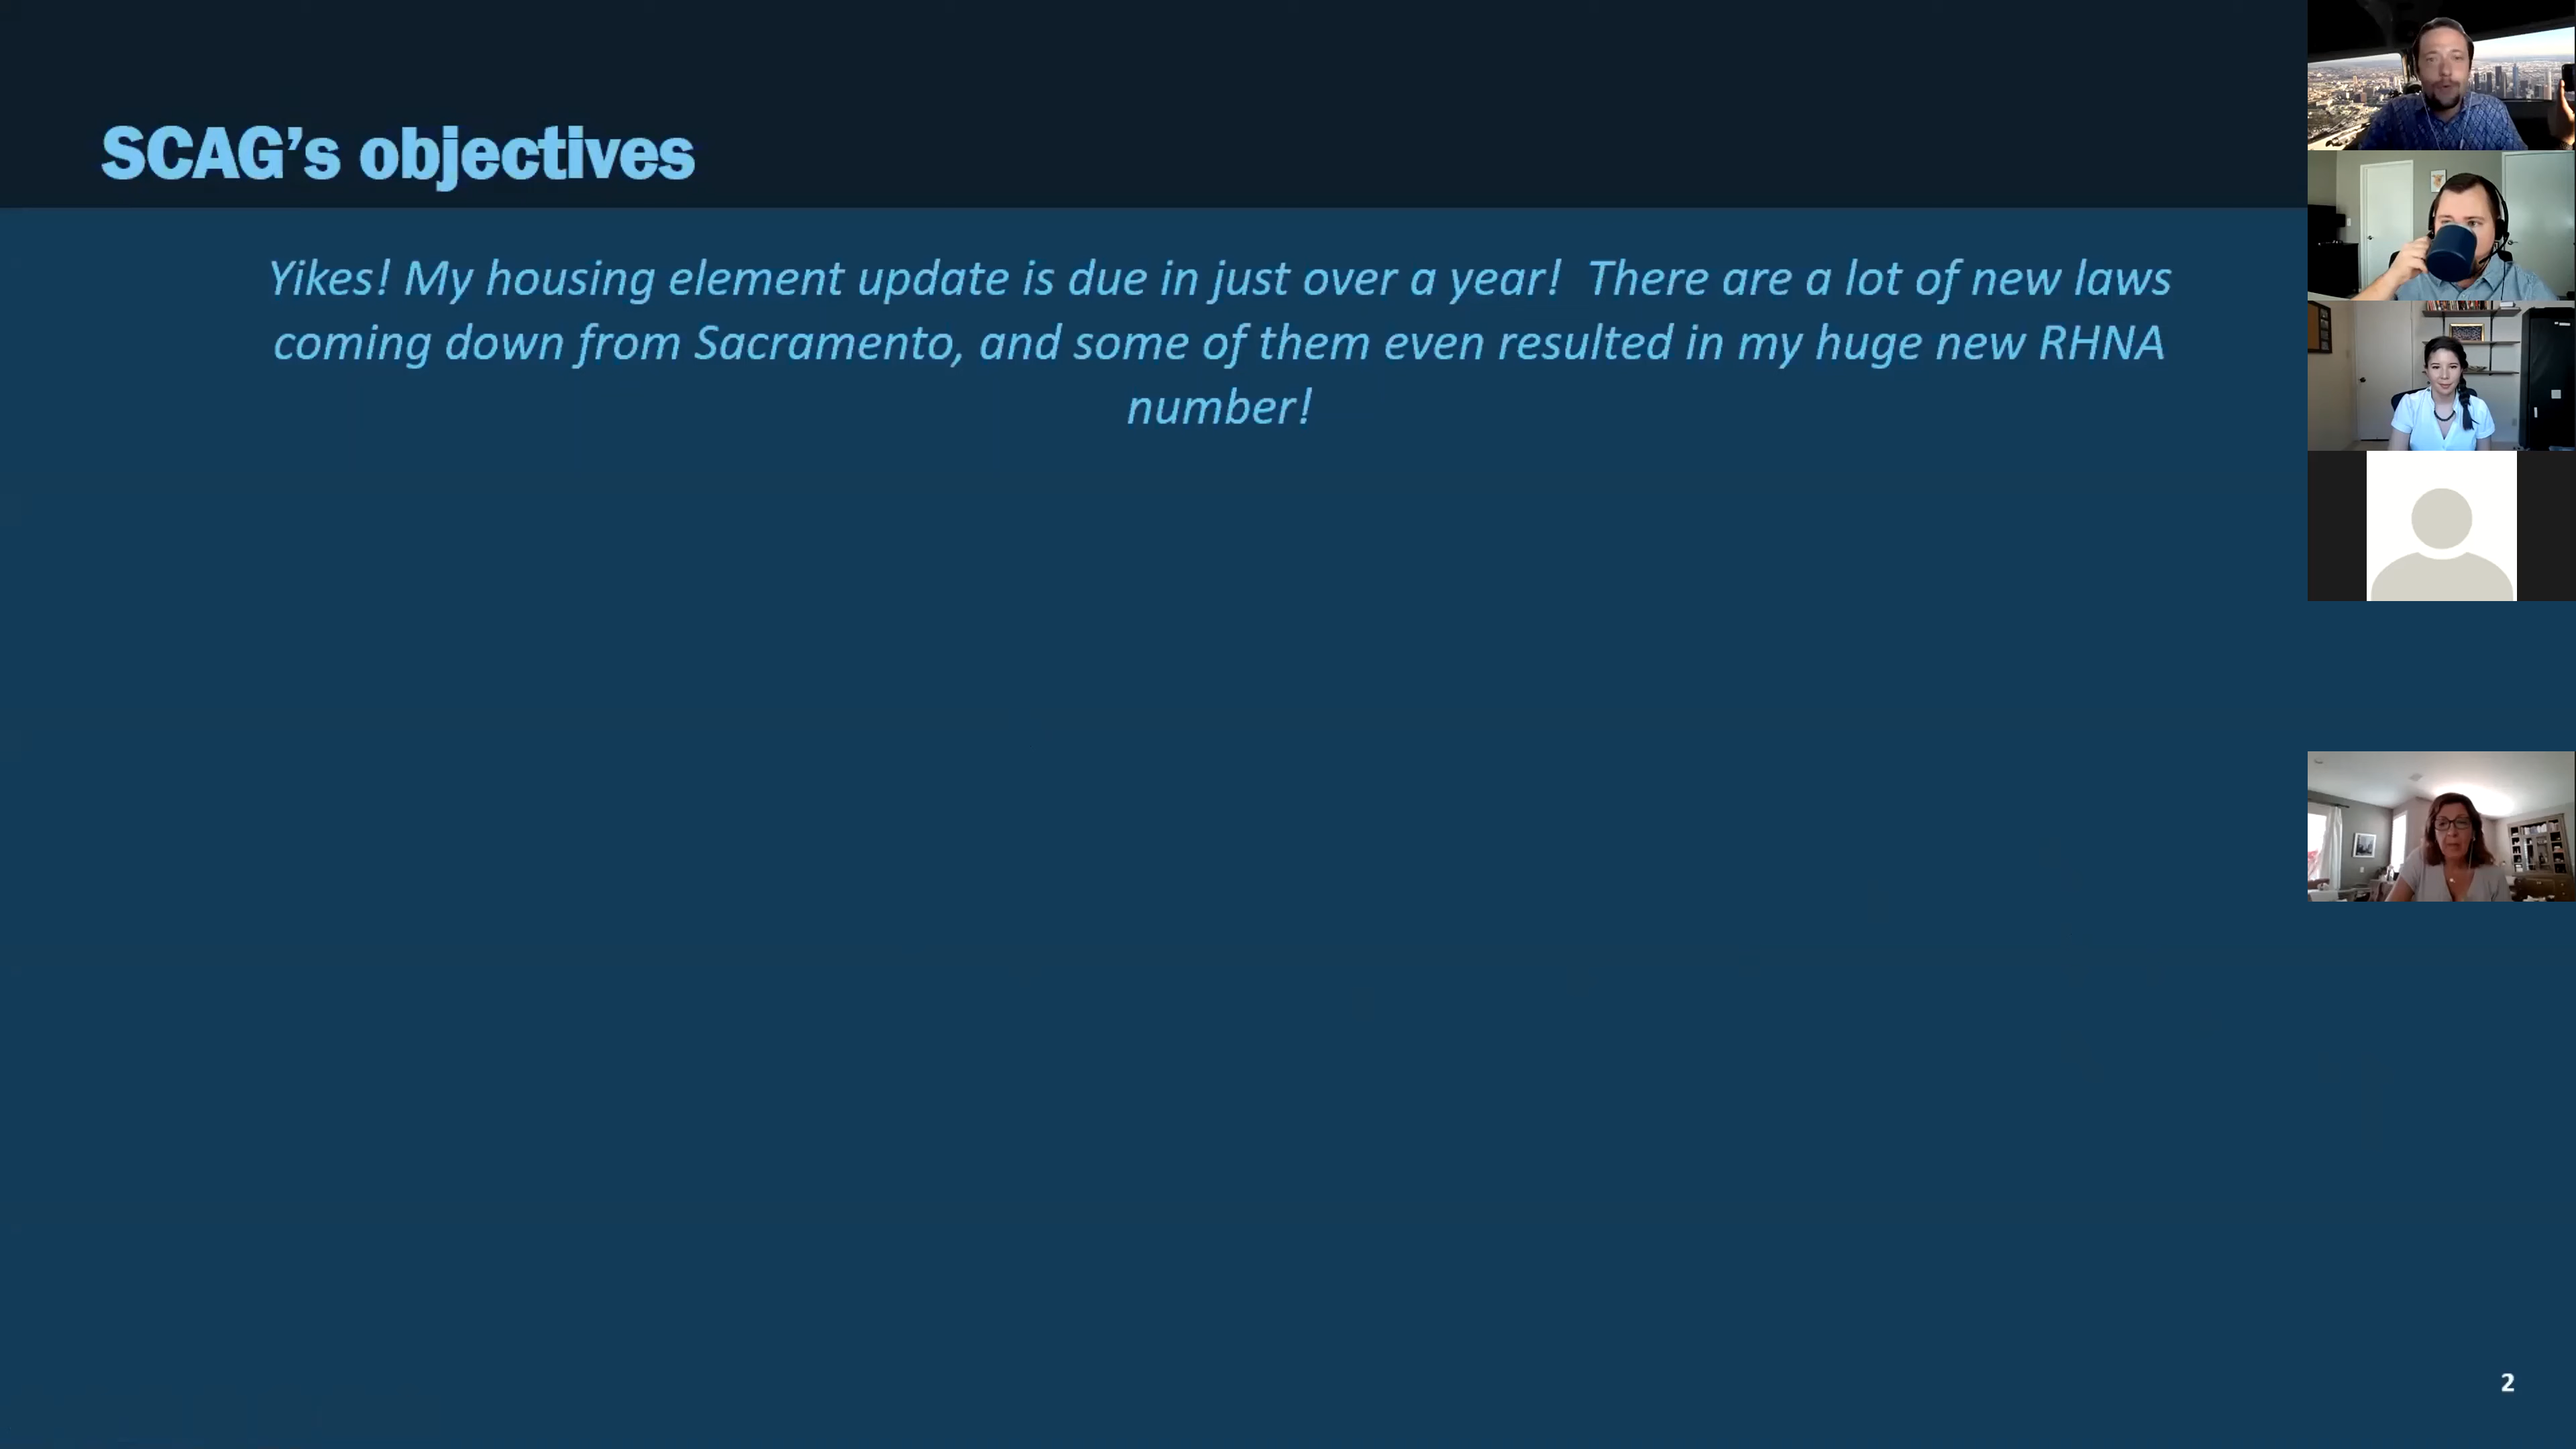 SCAG’s objectives
Yikes! My housing element update is due in just over a year!  There are a lot of new laws
coming down from Sacramento, and some of them even resulted in my huge new RHNA
number!
2